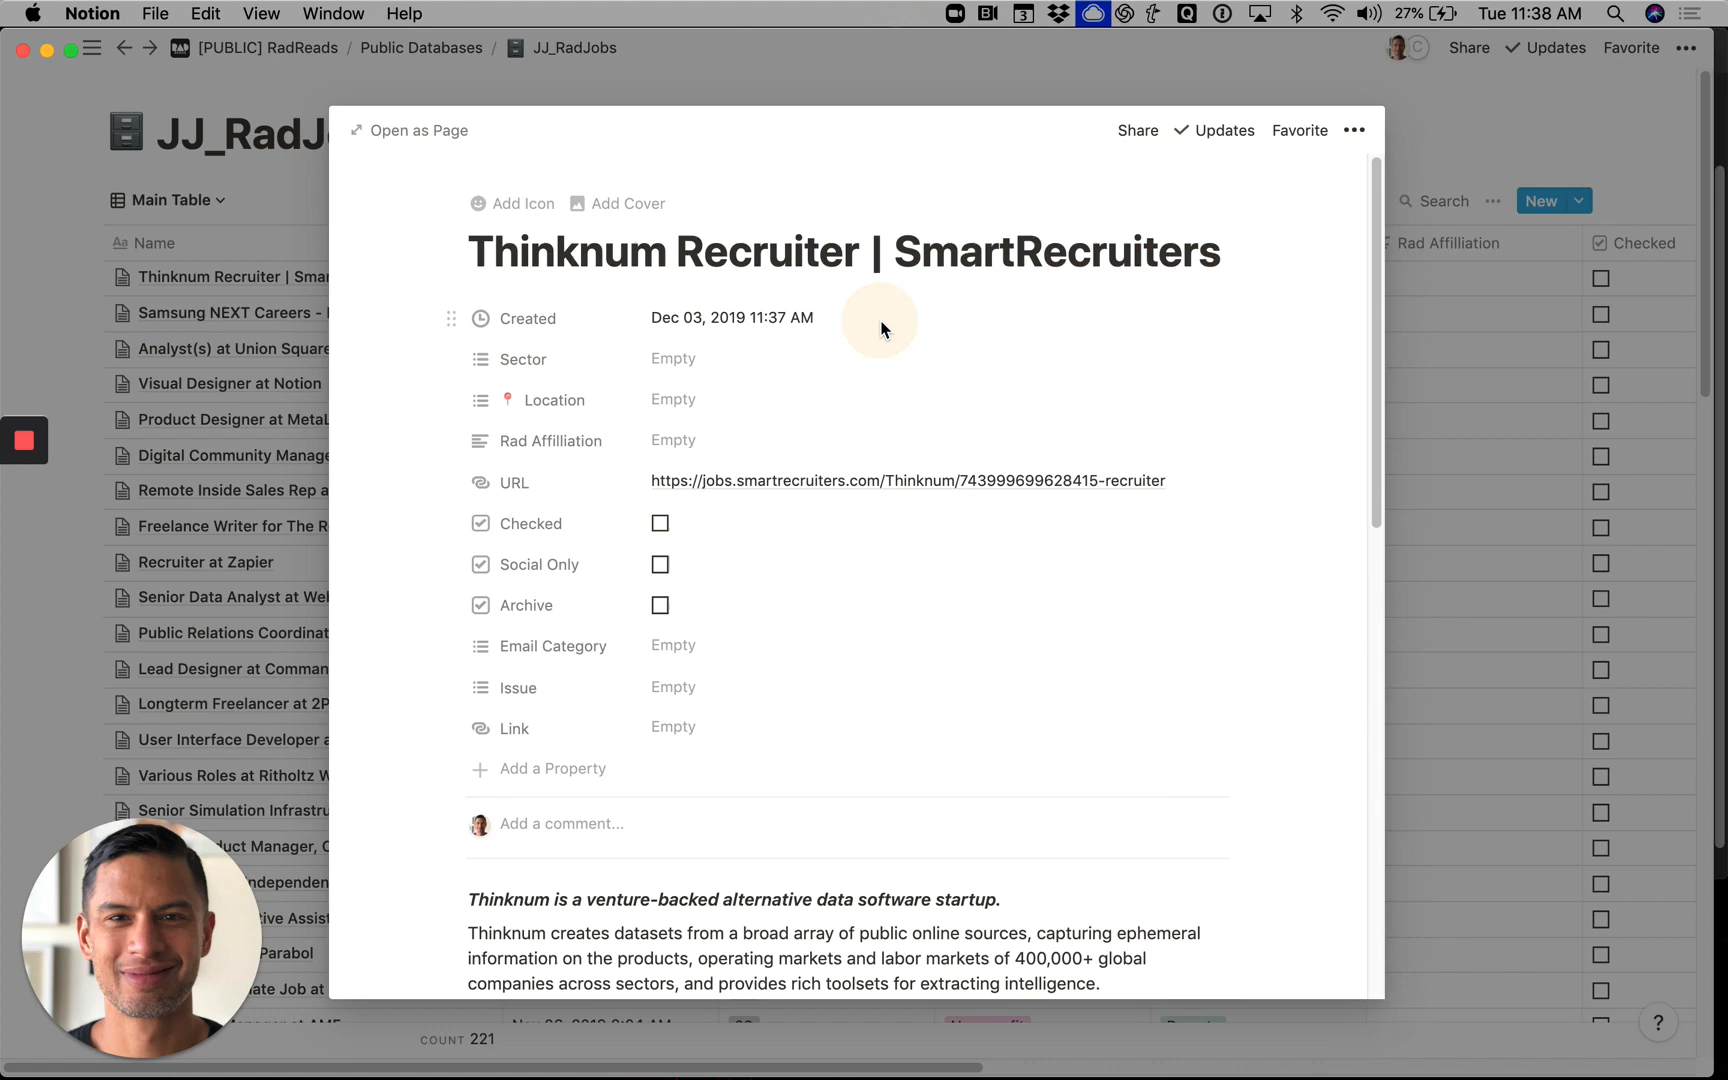 Notion File Edit View Window Help 3 27% Tue 11:38 AM
RAD [PUBLIC] RadReads / Public Databases / JJ_RadJobs C Share Updates Favorite •••
Open as Page Share Updates Favorite •••
JJ_RadJo
Main Table
Search ••• New
Aa Name
Rad Affilliation Checked
Thinknum Recruiter | Smar
Samsung NEXT Careers -
Analyst(s) at Union Square
Visual Designer at Notion
Product Designer at MetaL
Digital Community Manage
Remote Inside Sales Rep a
Freelance Writer for The R
Recruiter at Zapier
Senior Data Analyst at Wel
Public Relations Coordinat
Lead Designer at Comman
Longterm Freelancer at 2P
User Interface Developer a
Various Roles at Ritholtz W
Senior Simulation Infrastru
duct Manager, C
ndependen
tive Assist
Parabol
ate Job at
COUNT 221
Add Icon Add Cover
Thinknum Recruiter | SmartRecruiters
Created Dec 03, 2019 11:37 AM
Sector Empty
Location Empty
Rad Affilliation Empty
URL https://jobs.smartrecruiters.com/Thinknum/743999699628415-recruiter
Checked
Social Only
Archive
Email Category Empty
Issue Empty
Link Empty
Add a Property
Add a comment...
Thinknum is a venture-backed alternative data software startup.
Thinknum creates datasets from a broad array of public online sources, capturing ephemeral
information on the products, operating markets and labor markets of 400,000+ global
companies across sectors, and provides rich toolsets for extracting intelligence.
?